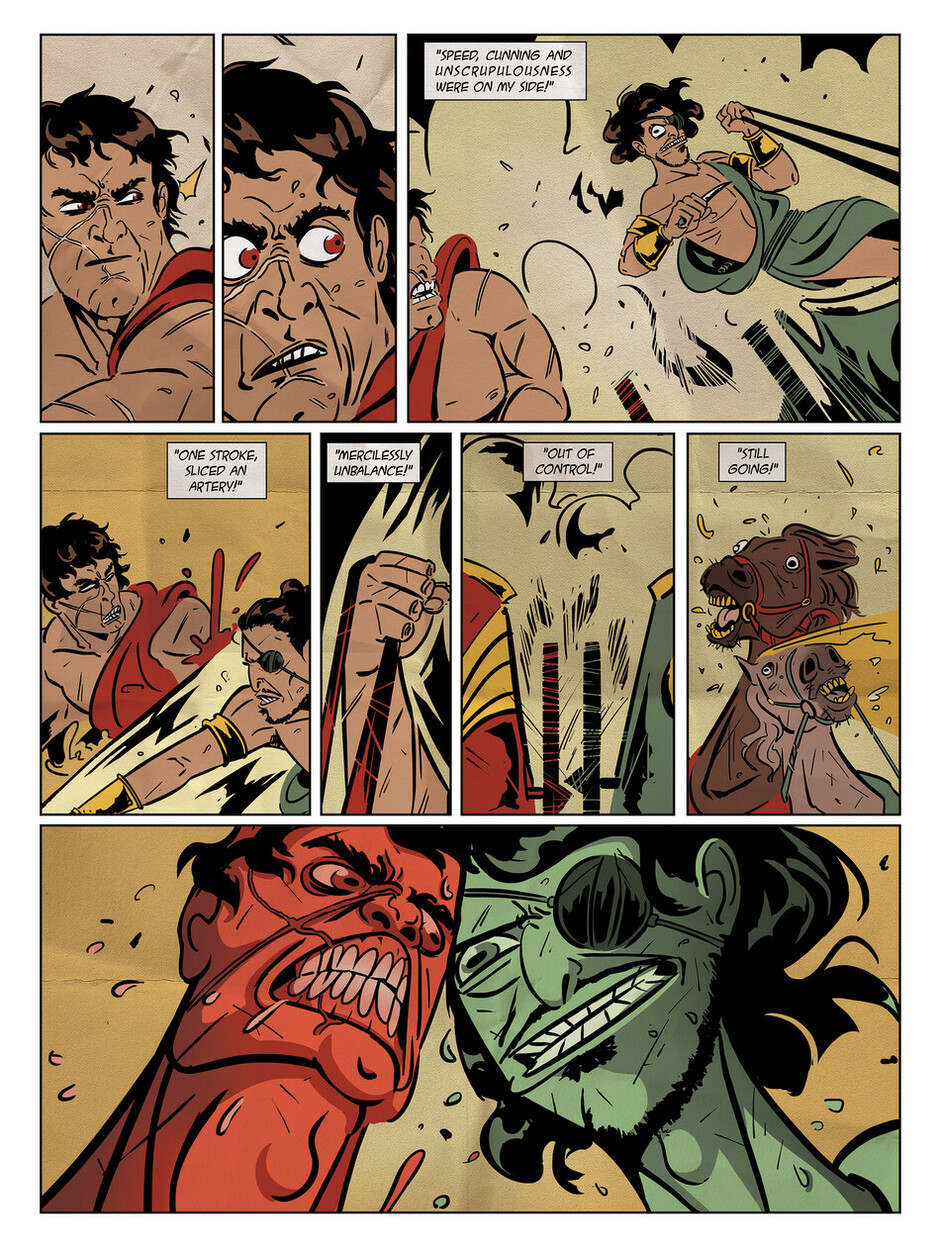 "SPEED, CUNNING AND
UNSCRUPULOUSNESS
WERE ON MY SIDE!"
"ONE STROKE,
SLICED AN
ARTERY!"
"MERCILESSLY
UNBALANCE!"
"OUT OF
CONTROL!"
"STILL
GOING!"